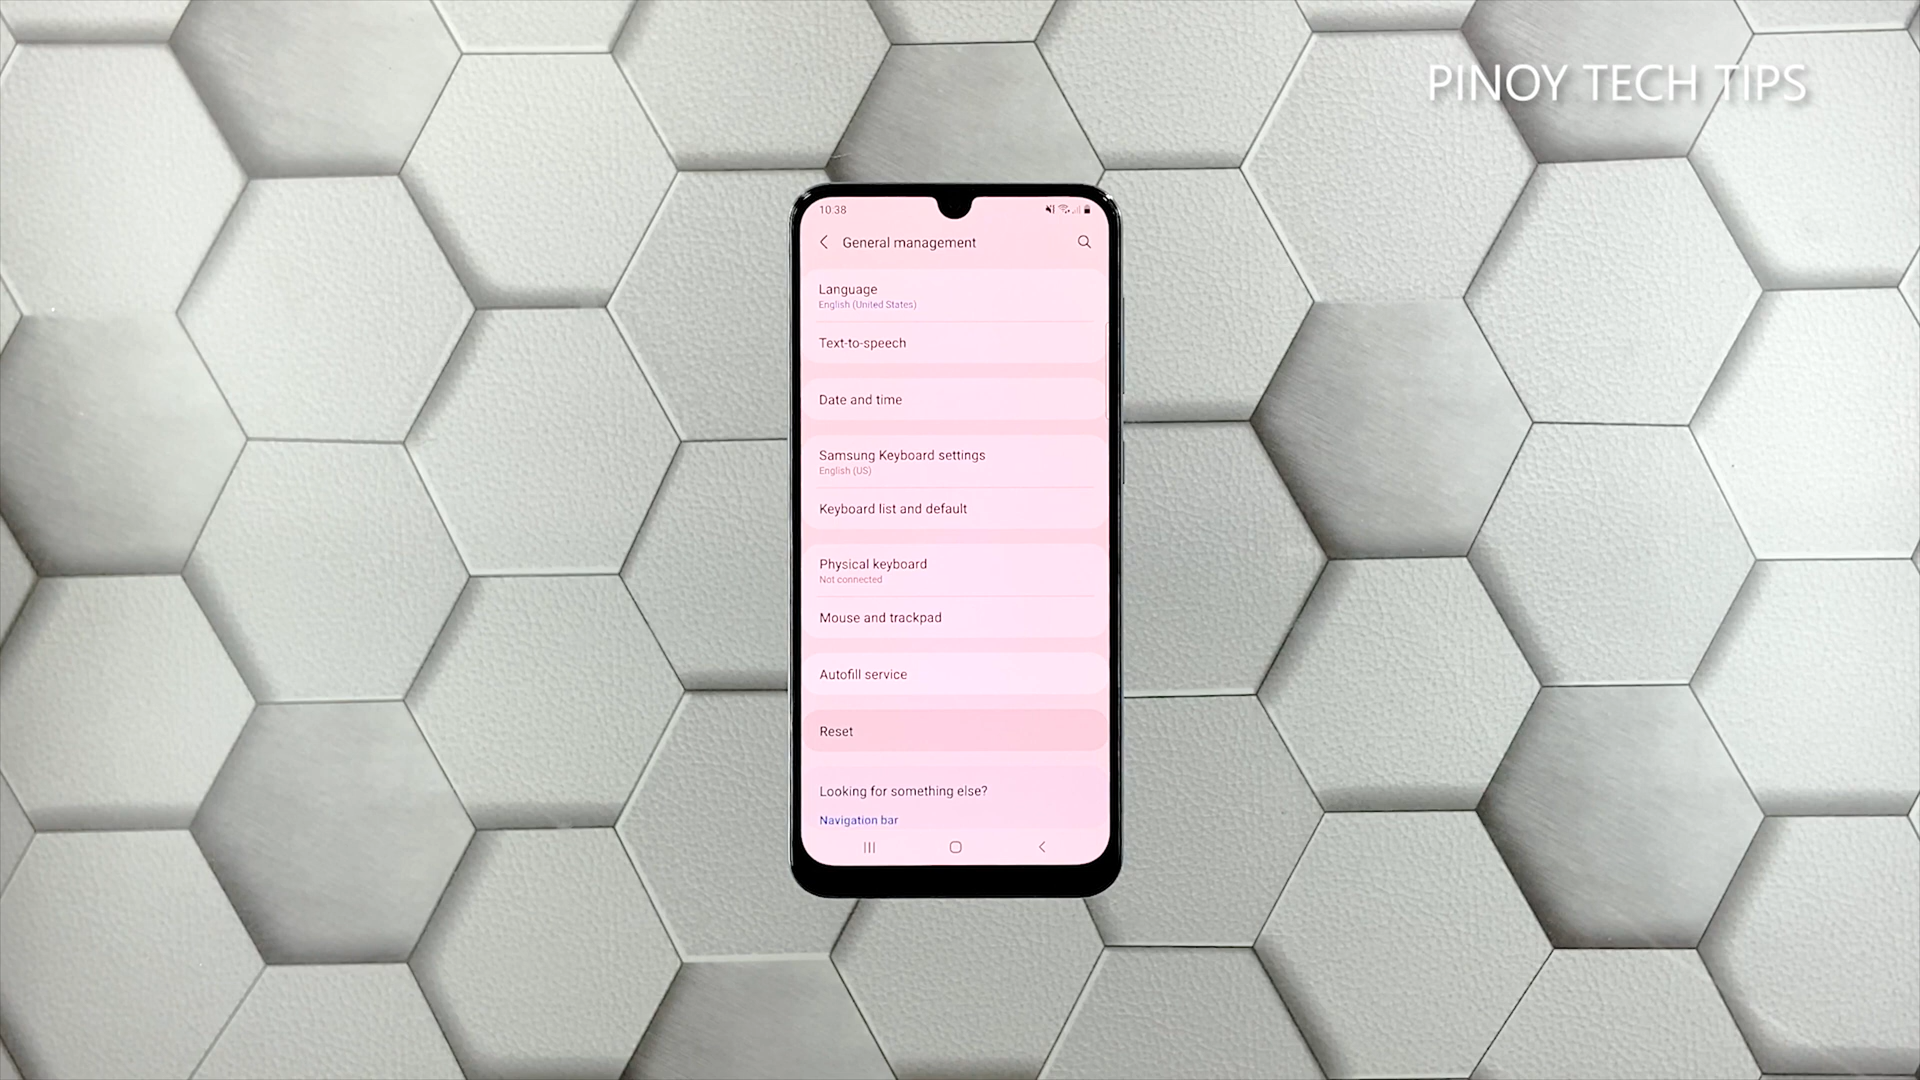 PINOY TECH TIPS
10:38
General management
Language
English (United States)
Text-to-speech
Date and time
Samsung Keyboard settings
English (US)
Keyboard list and default
Physical keyboard
Not connected
Mouse and trackpad
Autofill service
Reset
Looking for something else?
Navigation bar